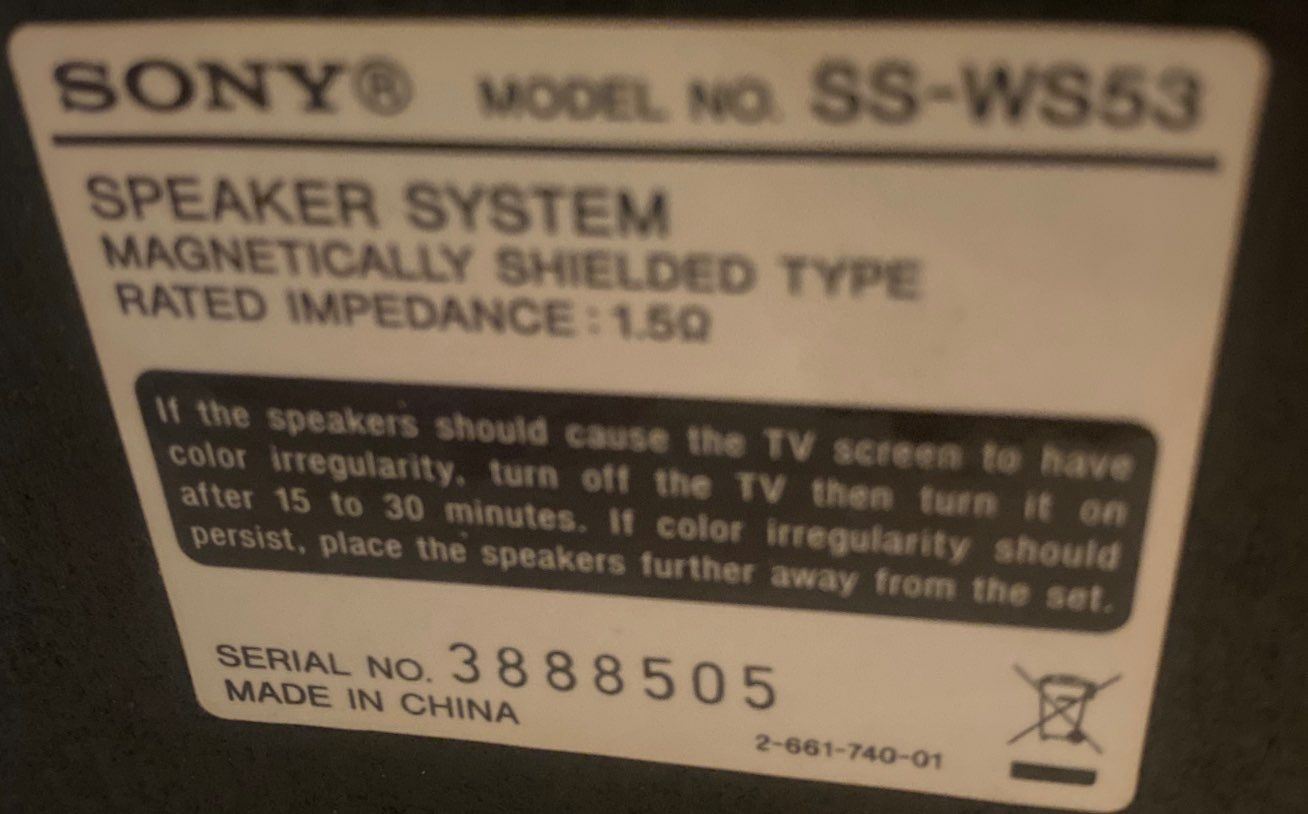 SONY® MODEL NO. SS-WS53
SPEAKER SYSTEM
MAGNETICALLY SHIELDED TYPE
RATED IMPEDANCE : 1.5Ω
If the speakers should cause the TV screen to have
color irregularity, turn off the TV then turn it on
after 15 to 30 minutes. If color irregularity should
persist, place the speakers further away from the set.
SERIAL NO. 3888505
MADE IN CHINA
2-661-740-01